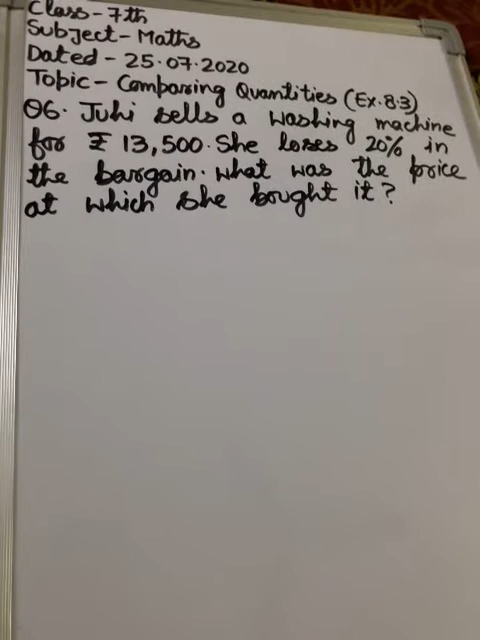 Class-7th
Subject-Maths
Dated-25.07.2020
Topic-Comparing Quantities (Ex.8.3)
Q6. Juhi sells a washing machine
for ₹ 13,500. She loses 20% in
the bargain. What was the price
at which she bought it?